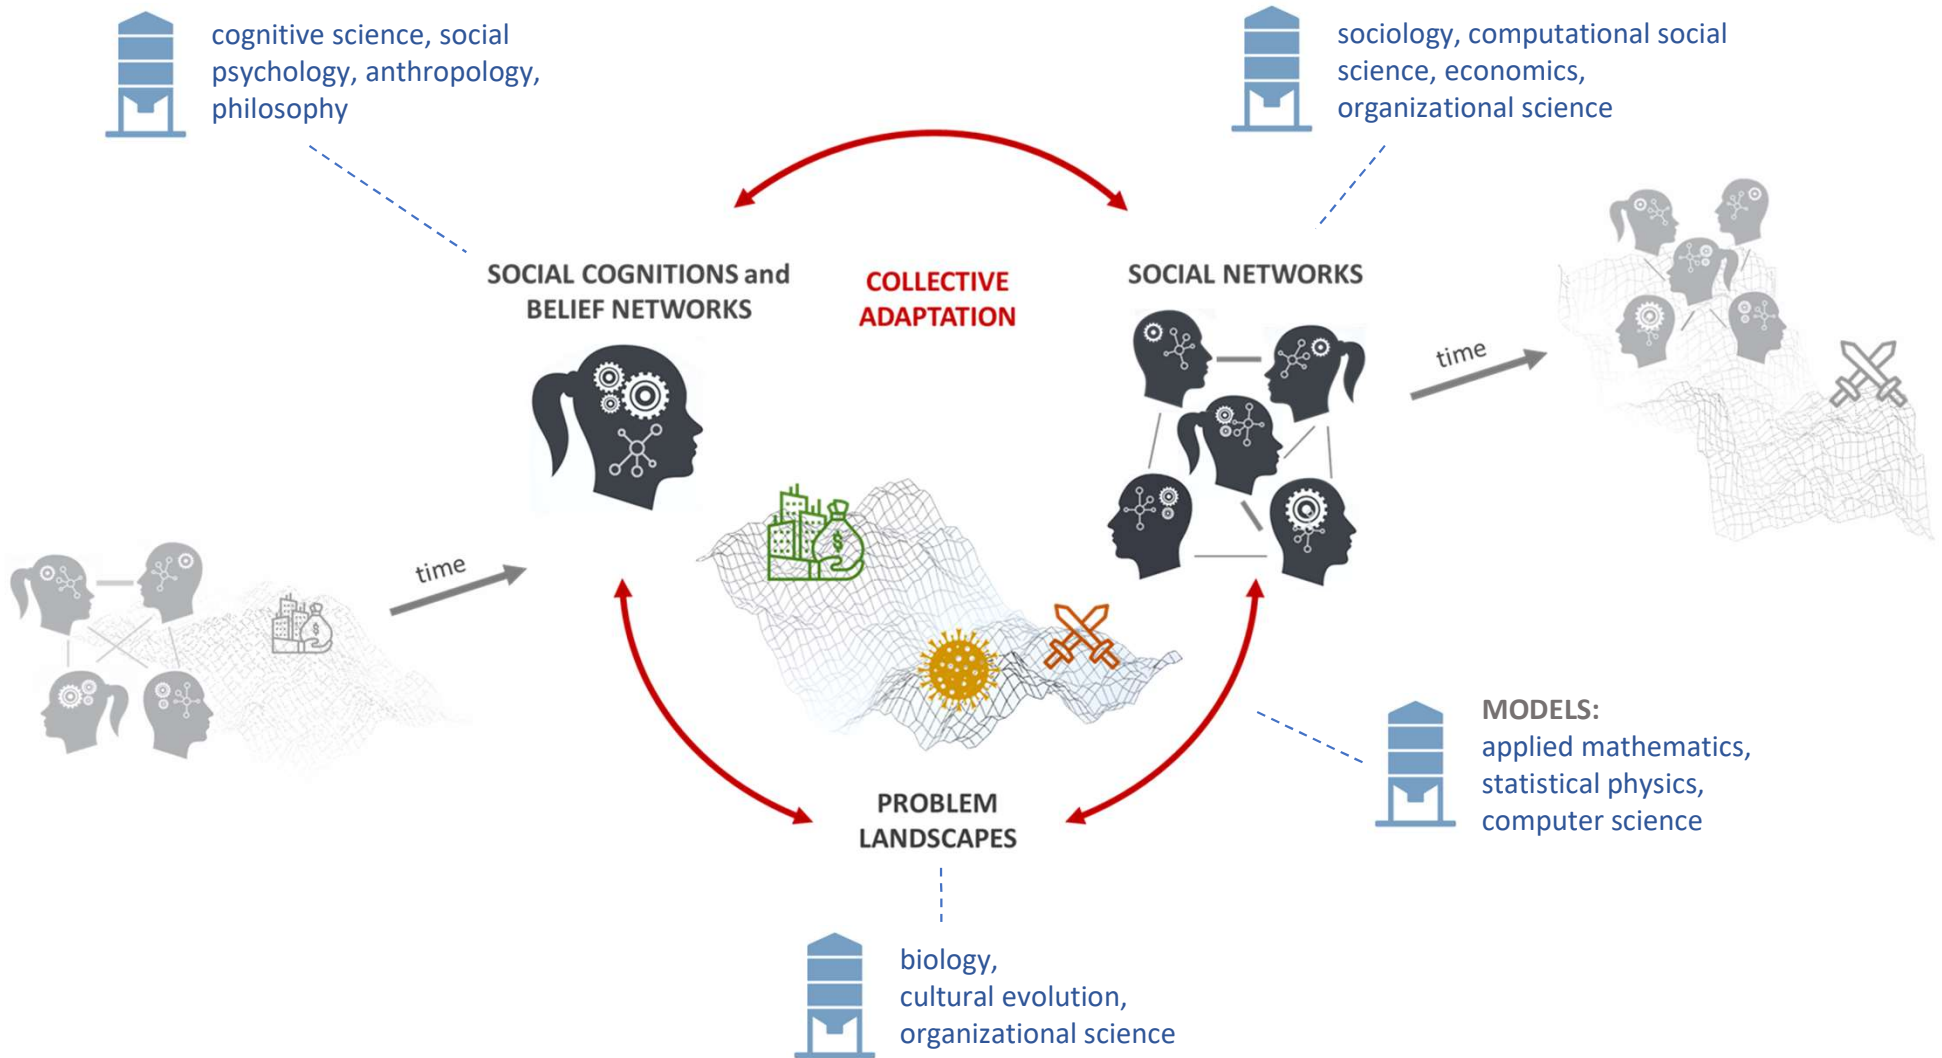 cognitive science, social
psychology, anthropology,
philosophy
sociology, computational social
science, economics,
organizational science
SOCIAL COGNITIONS and
BELIEF NETWORKS
COLLECTIVE
ADAPTATION
SOCIAL NETWORKS
time
time
$
$
MODELS:
applied mathematics,
statistical physics,
computer science
PROBLEM
LANDSCAPES
biology,
cultural evolution,
organizational science